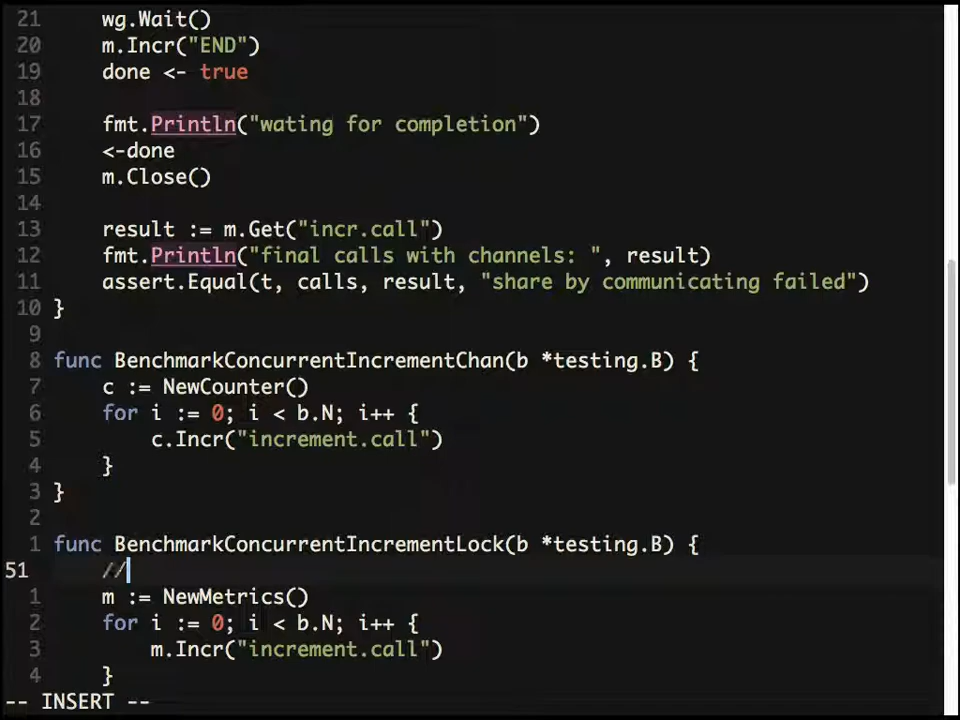 21 wg.Wait()
20 m.Incr("END")
19 done <- true
18
17 fmt.Println("wating for completion")
16 <-done
15 m.Close()
14
13 result := m.Get("incr.call")
12 fmt.Println("final calls with channels: ", result)
11 assert.Equal(t, calls, result, "share by communicating failed")
10 }
9
8 func BenchmarkConcurrentIncrementChan(b *testing.B) {
7 c := NewCounter()
6 for i := 0; i < b.N; i++ {
5 c.Incr("increment.call")
4 }
3 }
2
1 func BenchmarkConcurrentIncrementLock(b *testing.B) {
51 //
1 m := NewMetrics()
2 for i := 0; i < b.N; i++ {
3 m.Incr("increment.call")
4 }
-- INSERT --